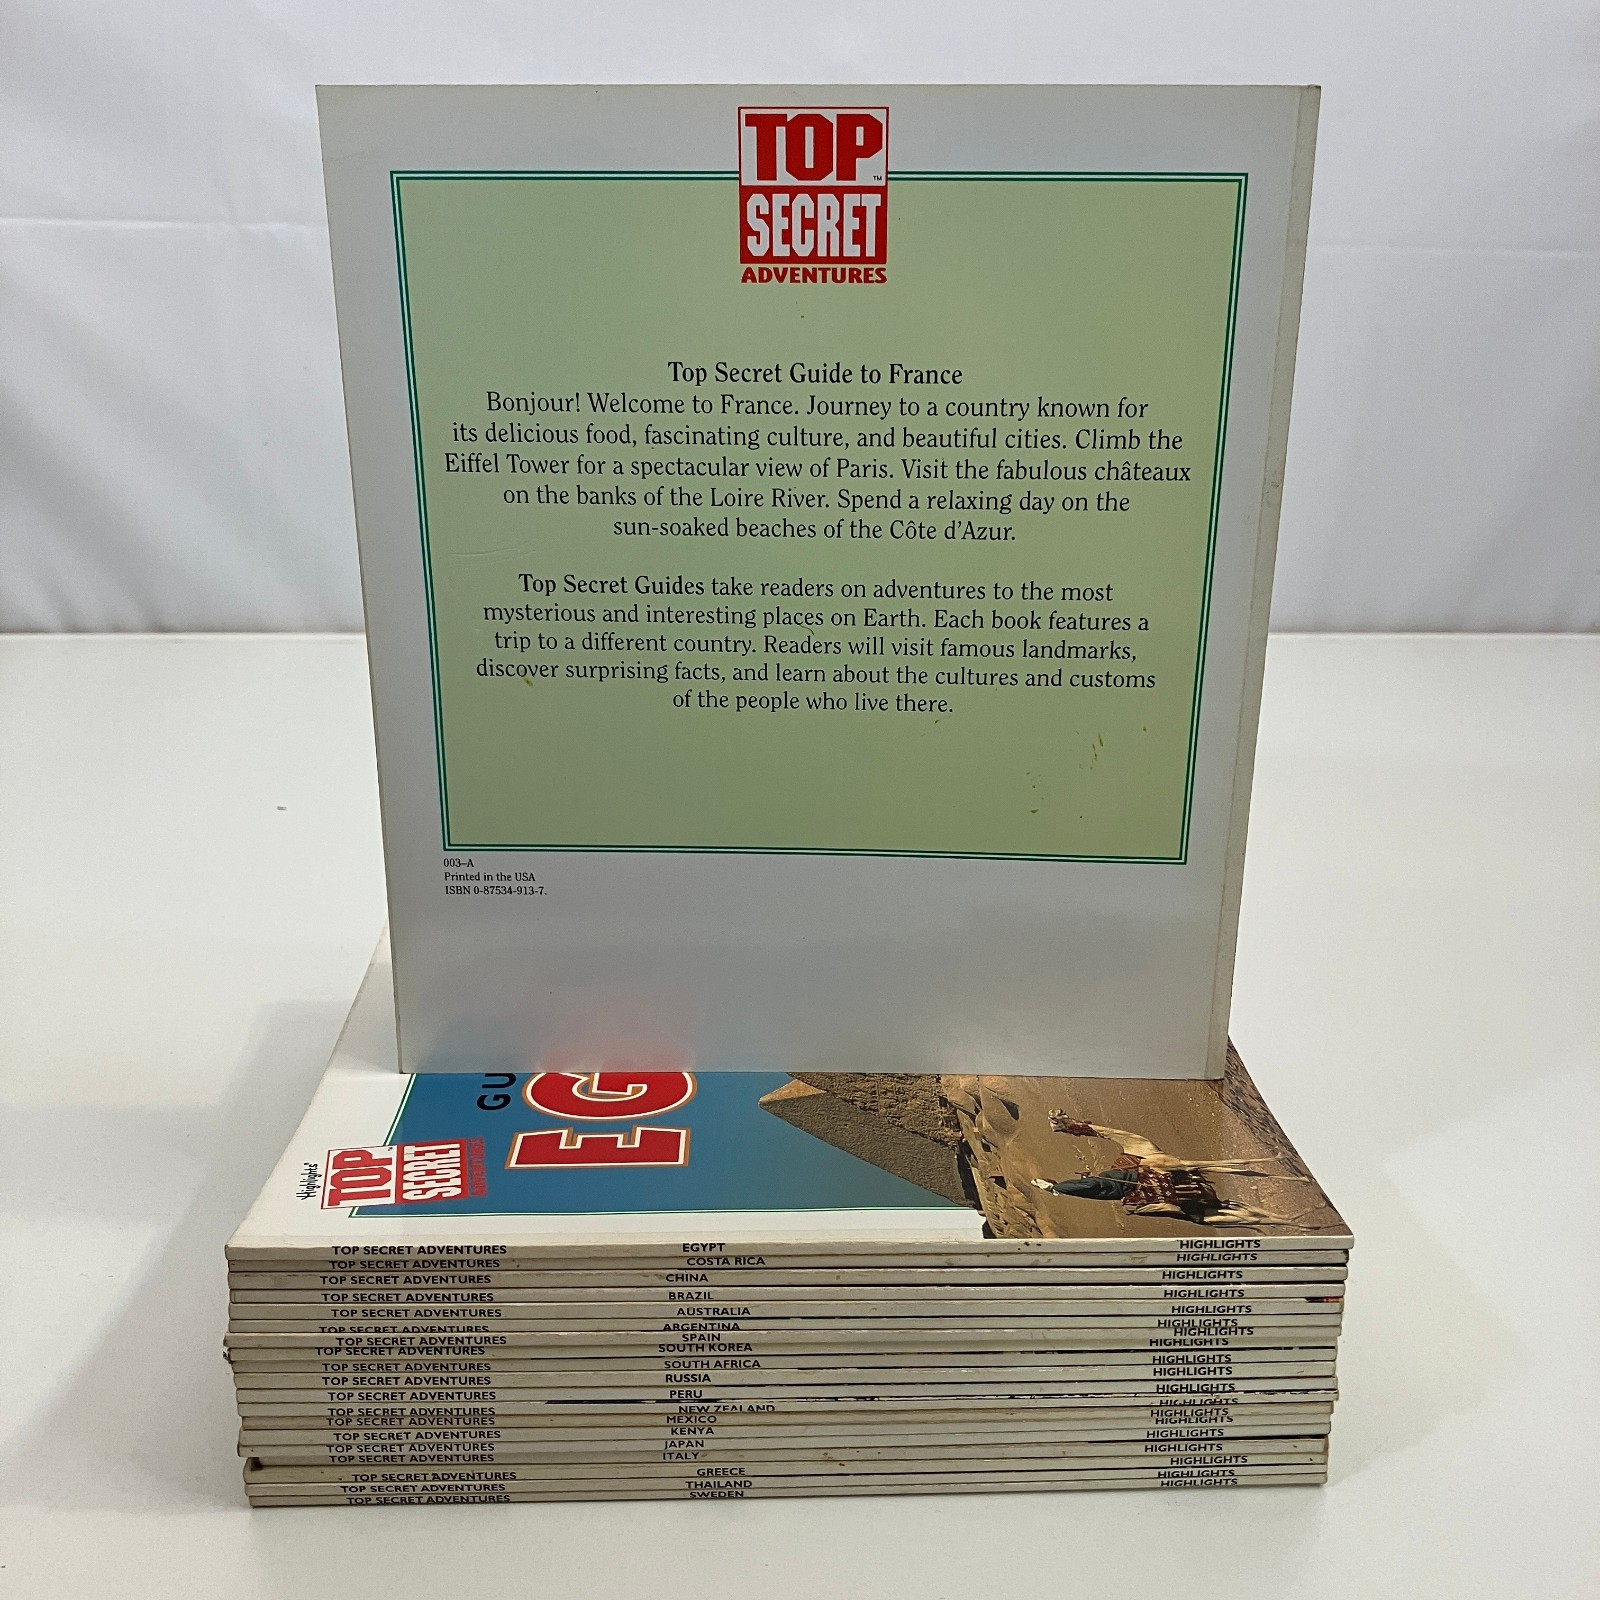 TOP
™
SECRET
ADVENTURES
Top Secret Guide to France
Bonjour! Welcome to France. Journey to a country known for
its delicious food, fascinating culture, and beautiful cities. Climb the
Eiffel Tower for a spectacular view of Paris. Visit the fabulous châteaux
on the banks of the Loire River. Spend a relaxing day on the
sun-soaked beaches of the Côte d'Azur.
Top Secret Guides take readers on adventures to the most
mysterious and interesting places on Earth. Each book features a
trip to a different country. Readers will visit famous landmarks,
discover surprising facts, and learn about the cultures and customs
of the people who live there.
003–A
Printed in the USA
ISBN 0-87534-913-7.
Highlights
TOP
SECRET
ADVENTURES
GU
EG
TOP SECRET ADVENTURES EGYPT HIGHLIGHTS
TOP SECRET ADVENTURES COSTA RICA HIGHLIGHTS
TOP SECRET ADVENTURES CHINA HIGHLIGHTS
TOP SECRET ADVENTURES BRAZIL HIGHLIGHTS
TOP SECRET ADVENTURES AUSTRALIA HIGHLIGHTS
TOP SECRET ADVENTURES ARGENTINA HIGHLIGHTS
TOP SECRET ADVENTURES SPAIN HIGHLIGHTS
TOP SECRET ADVENTURES SOUTH KOREA HIGHLIGHTS
TOP SECRET ADVENTURES SOUTH AFRICA HIGHLIGHTS
TOP SECRET ADVENTURES RUSSIA HIGHLIGHTS
TOP SECRET ADVENTURES PERU HIGHLIGHTS
TOP SECRET ADVENTURES NEW ZEALAND HIGHLIGHTS
TOP SECRET ADVENTURES MEXICO HIGHLIGHTS
TOP SECRET ADVENTURES KENYA HIGHLIGHTS
TOP SECRET ADVENTURES JAPAN HIGHLIGHTS
TOP SECRET ADVENTURES ITALY HIGHLIGHTS
TOP SECRET ADVENTURES GREECE HIGHLIGHTS
TOP SECRET ADVENTURES THAILAND HIGHLIGHTS
TOP SECRET ADVENTURES SWEDEN HIGHLIGHTS